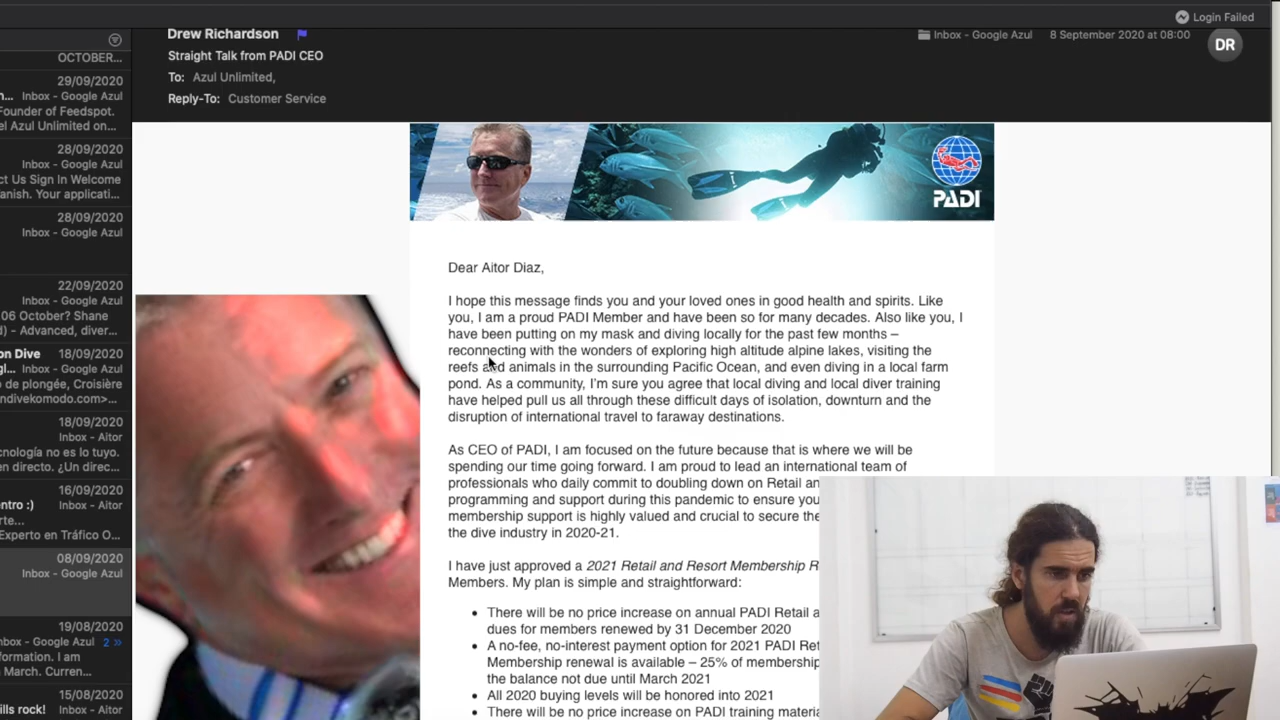 Login Failed
Drew Richardson
Inbox - Google Azul 8 September 2020 at 08:00
DR
Straight Talk from PADI CEO
To: Azul Unlimited,
Reply-To: Customer Service
OCTOBER...
29/09/2020
n... Inbox - Google Azul
Founder of Feedspot.
el Azul Unlimited on...
28/09/2020
Inbox - Google Azul
ct Us Sign In Welcome
anish. Your applicati...
28/09/2020
Inbox - Google Azul
22/09/2020
Inbox - Google Azul
06 October? Shane
d) - Advanced, diver...
on Dive 18/09/2020
gl... Inbox - Google Azul
o de plongée, Croisière
ndivekomodo.com>...
18/09/2020
Inbox - Aitor
cnología no es lo tuyo.
en directo. ¿Un direc...
16/09/2020
entro :) Inbox - Aitor
rte...
Experto en Tráfico O...
08/09/2020
Inbox - Google Azul
19/08/2020
nbox - Google Azul 2 »
formation. I am
n March. Curren...
15/08/2020
ills rock! Inbox - Aitor
PADI
Dear Aitor Diaz,
I hope this message finds you and your loved ones in good health and spirits. Like
you, I am a proud PADI Member and have been so for many decades. Also like you, I
have been putting on my mask and diving locally for the past few months –
reconnecting with the wonders of exploring high altitude alpine lakes, visiting the
reefs and animals in the surrounding Pacific Ocean, and even diving in a local farm
pond. As a community, I'm sure you agree that local diving and local diver training
have helped pull us all through these difficult days of isolation, downturn and the
disruption of international travel to faraway destinations.
As CEO of PADI, I am focused on the future because that is where we will be
spending our time going forward. I am proud to lead an international team of
professionals who daily commit to doubling down on Retail an
programming and support during this pandemic to ensure you
membership support is highly valued and crucial to secure the
the dive industry in 2020-21.
I have just approved a 2021 Retail and Resort Membership R
Members. My plan is simple and straightforward:
• There will be no price increase on annual PADI Retail a
dues for members renewed by 31 December 2020
• A no-fee, no-interest payment option for 2021 PADI Ret
Membership renewal is available – 25% of membership
the balance not due until March 2021
• All 2020 buying levels will be honored into 2021
• There will be no price increase on PADI training materia